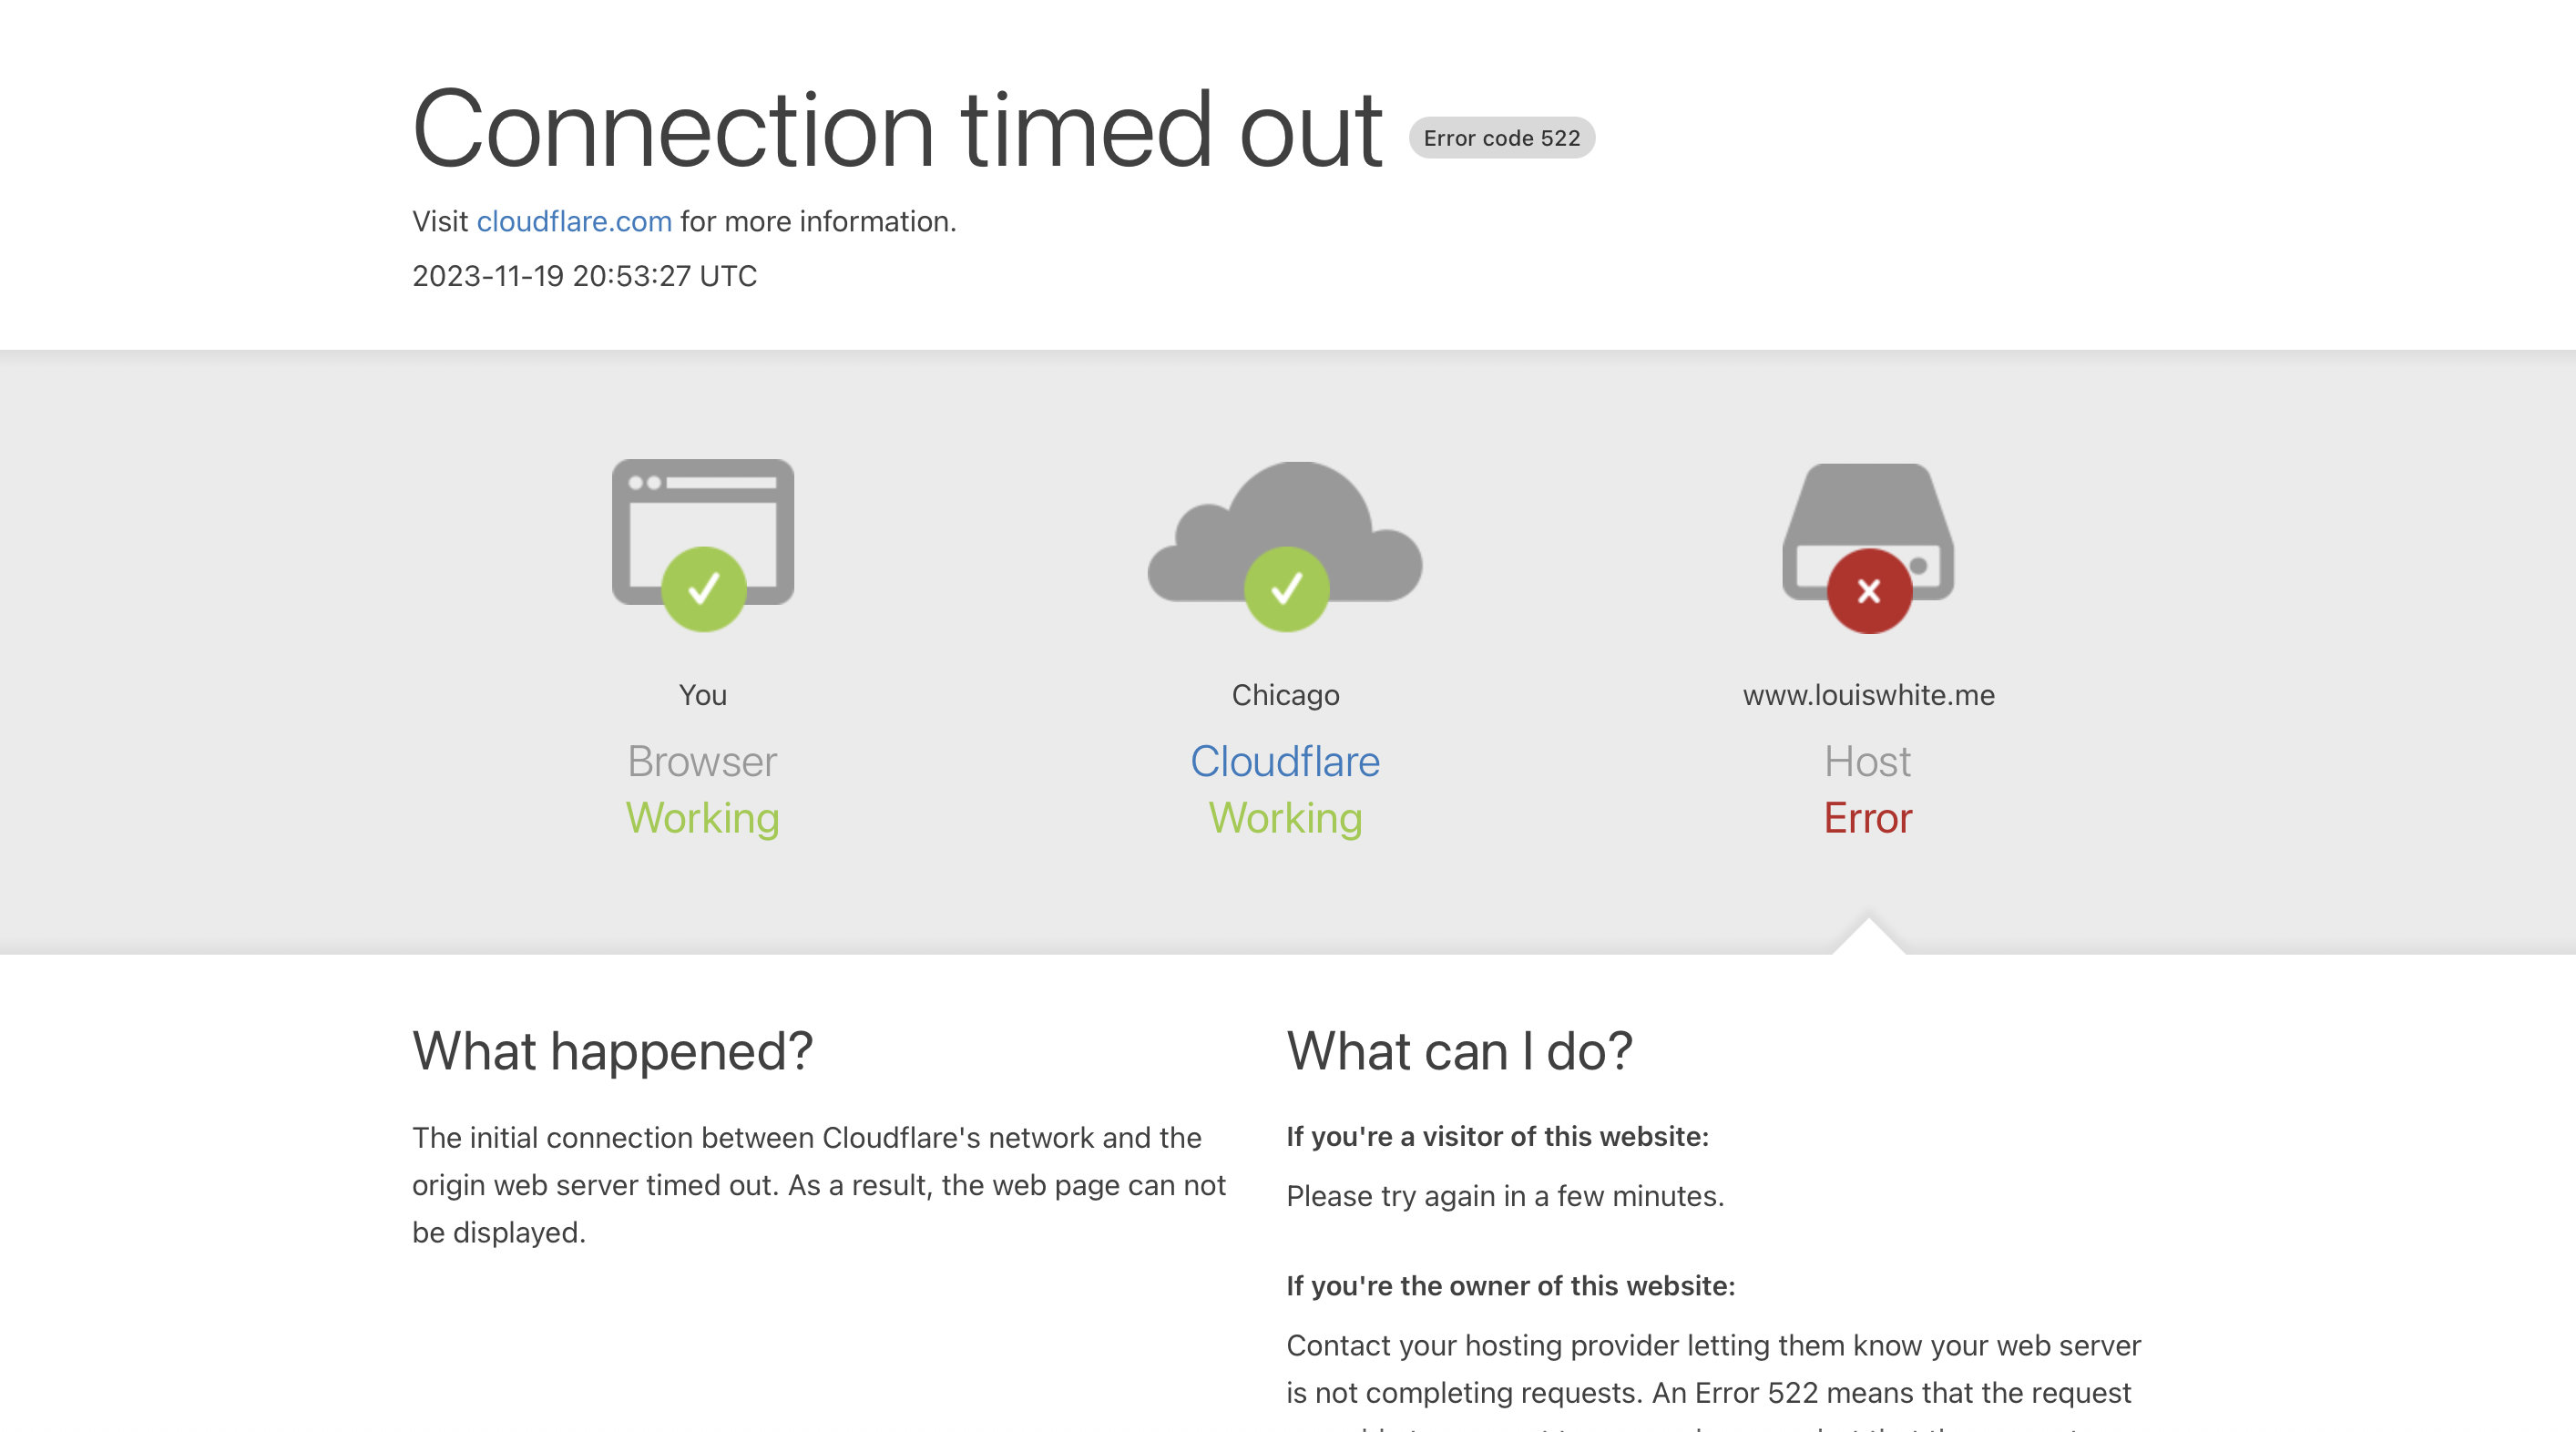 Connection timed out Error code 522
Visit cloudflare.com for more information.
2023-11-19 20:53:27 UTC
You
Browser
Working
Chicago
Cloudflare
Working
www.louiswhite.me
Host
Error
What happened?
The initial connection between Cloudflare's network and the
origin web server timed out. As a result, the web page can not
be displayed.
What can I do?
If you're a visitor of this website:
Please try again in a few minutes.
If you're the owner of this website:
Contact your hosting provider letting them know your web server
is not completing requests. An Error 522 means that the request